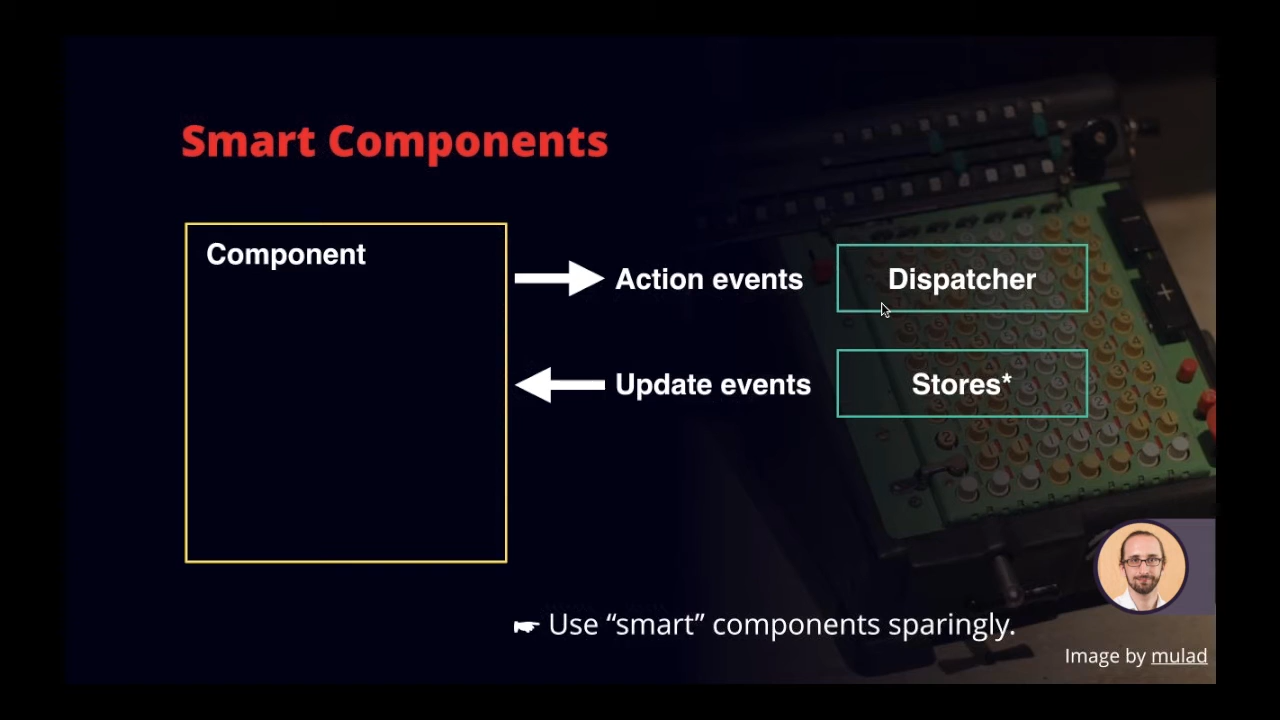 Smart Components
Component
Action events
Dispatcher
Update events
Stores*
☛ Use “smart” components sparingly.
Image by mulad